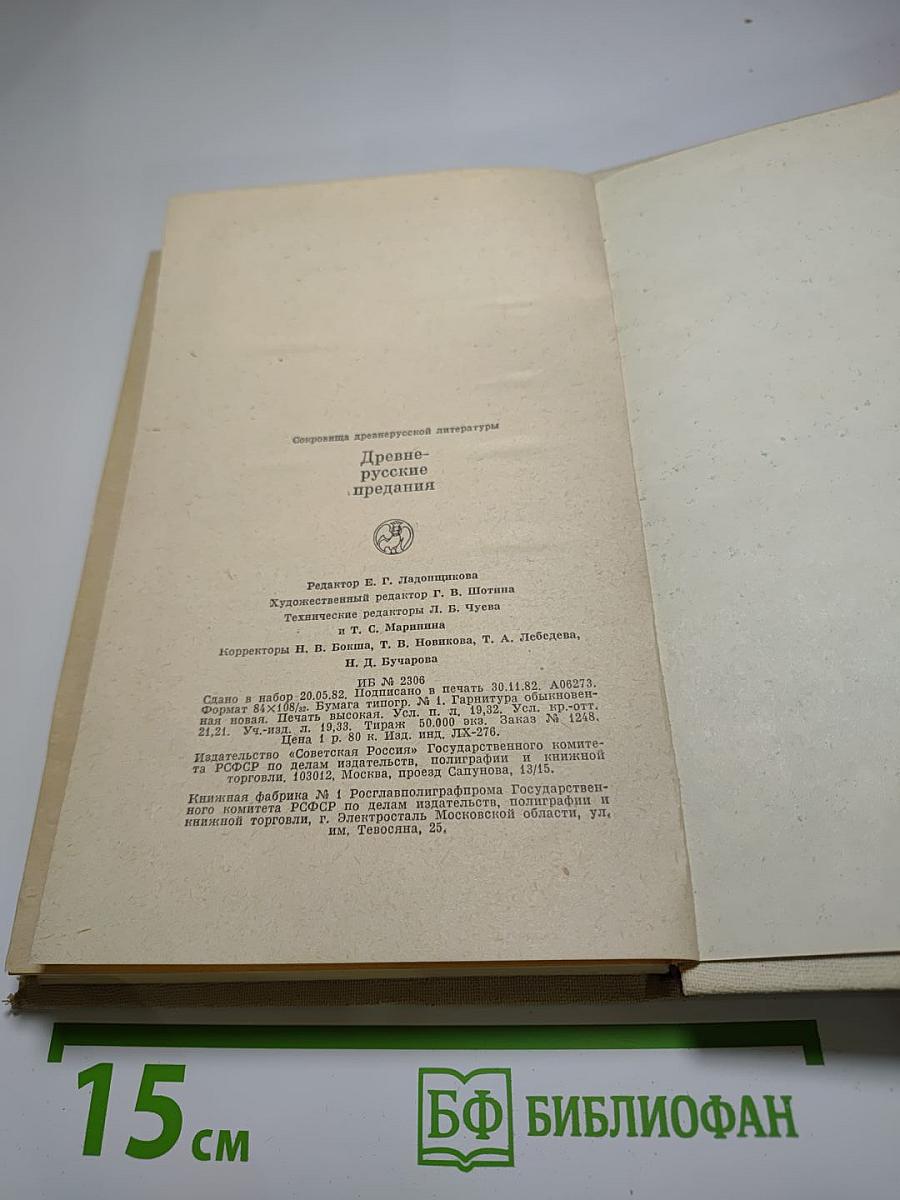 Сокровища древнерусской литературы
Древне-
русские
предания
Редактор Е. Г. Ладонщикова
Художественный редактор Г. В. Шотина
Технические редакторы Л. Б. Чуева
и Т. С. Маринина
Корректоры Н. В. Бокша, Т. В. Новикова, Т. А. Лебедева,
Н. Д. Бучарова
ИБ № 2306
Сдано в набор 20.05.82. Подписано в печать 30.11.82. А06273.
Формат 84×108/32. Бумага типогр. № 1. Гарнитура обыкновен-
ная новая. Печать высокая. Усл. п. л. 19,32. Усл. кр.-отт.
21,21. Уч.-изд. л. 19,33. Тираж 50.000 экз. Заказ № 1248.
Цена 1 р. 80 к. Изд. инд. ЛХ-276.
Издательство «Советская Россия» Государственного комите-
та РСФСР по делам издательств, полиграфии и книжной
торговли. 103012, Москва, проезд Сапунова, 13/15.
Книжная фабрика № 1 Росглавполиграфпрома Государствен-
ного комитета РСФСР по делам издательств, полиграфии и
книжной торговли, г. Электросталь Московской области, ул.
им. Тевосяна, 25.
15 см
БФ БИБЛИОФАН